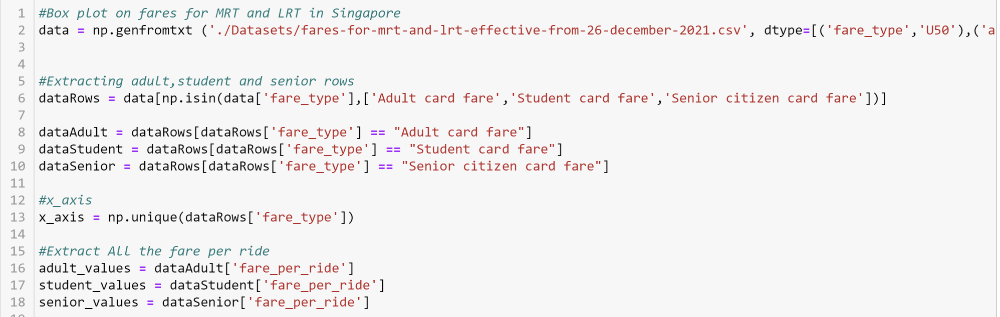 1 #Box plot on fares for MRT and LRT in Singapore
2 data = np.genfromtxt ('./Datasets/fares-for-mrt-and-lrt-effective-from-26-december-2021.csv', dtype=[('fare_type','U50'),('a
3
4
5 #Extracting adult,student and senior rows
6 dataRows = data[np.isin(data['fare_type'],['Adult card fare','Student card fare','Senior citizen card fare'])]
7
8 dataAdult = dataRows[dataRows['fare_type'] == "Adult card fare"]
9 dataStudent = dataRows[dataRows['fare_type'] == "Student card fare"]
10 dataSenior = dataRows[dataRows['fare_type'] == "Senior citizen card fare"]
11
12 #x_axis
13 x_axis = np.unique(dataRows['fare_type'])
14
15 #Extract All the fare per ride
16 adult_values = dataAdult['fare_per_ride']
17 student_values = dataStudent['fare_per_ride']
18 senior_values = dataSenior['fare_per_ride']